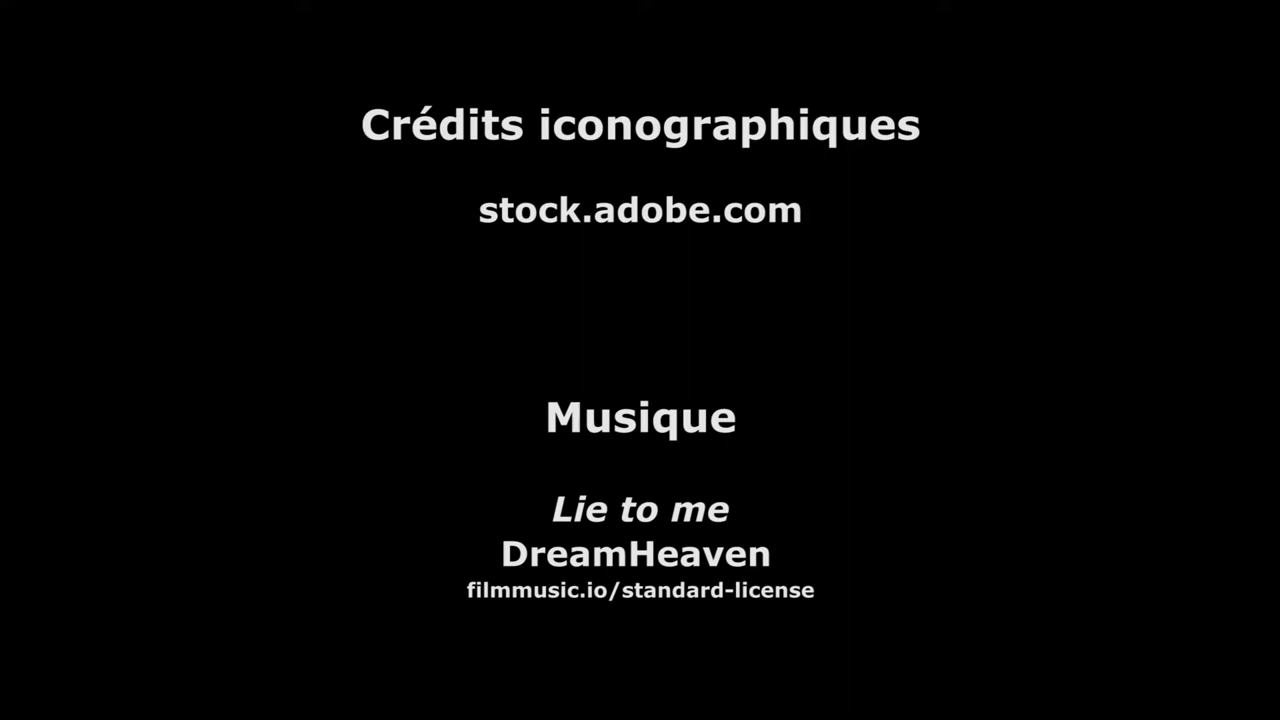 Crédits iconographiques
stock.adobe.com
Musique
Lie to me
DreamHeaven
filmmusic.io/standard-license